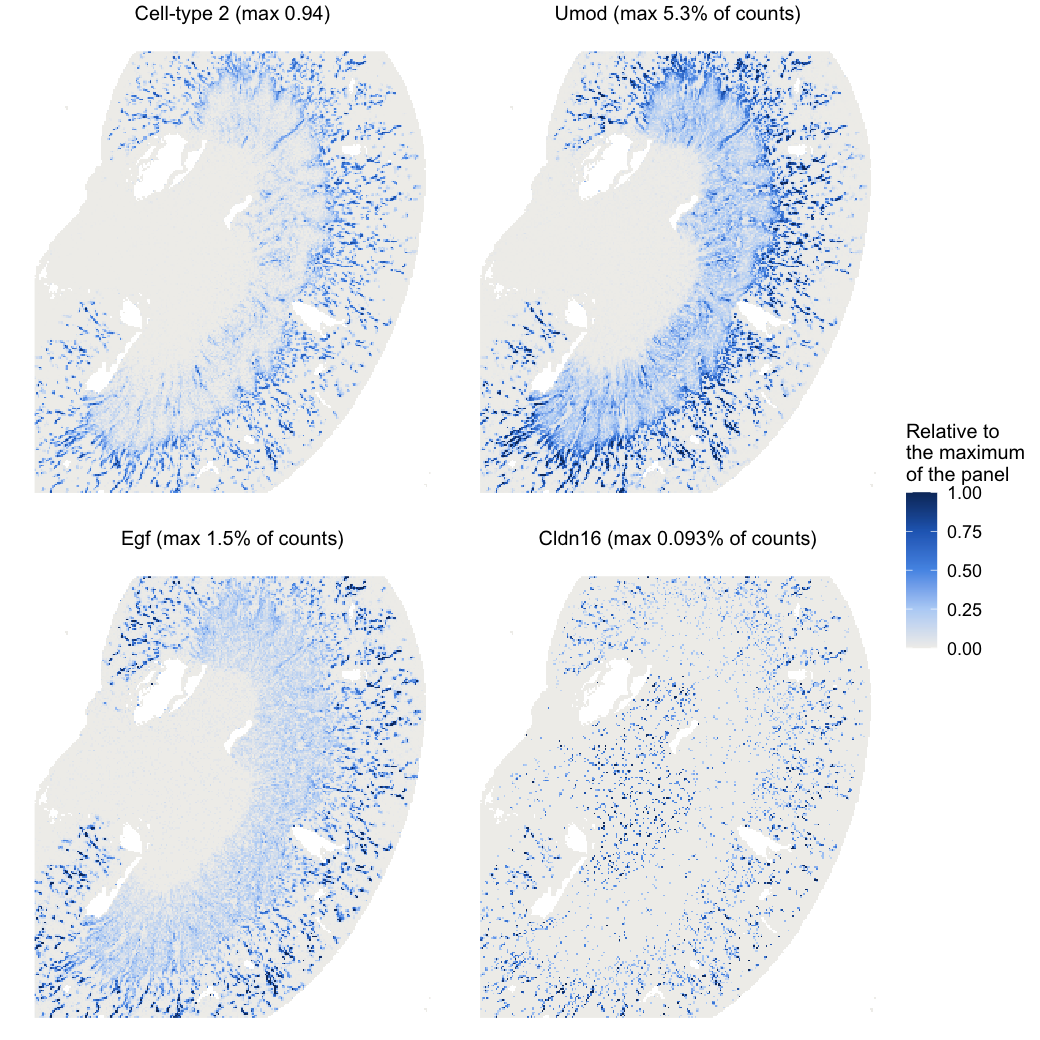 Cell-type 2 (max 0.94)
Umod (max 5.3% of counts)
Egf (max 1.5% of counts)
Cldn16 (max 0.093% of counts)
Relative to
the maximum
of the panel
1.00
0.75
0.50
0.25
0.00